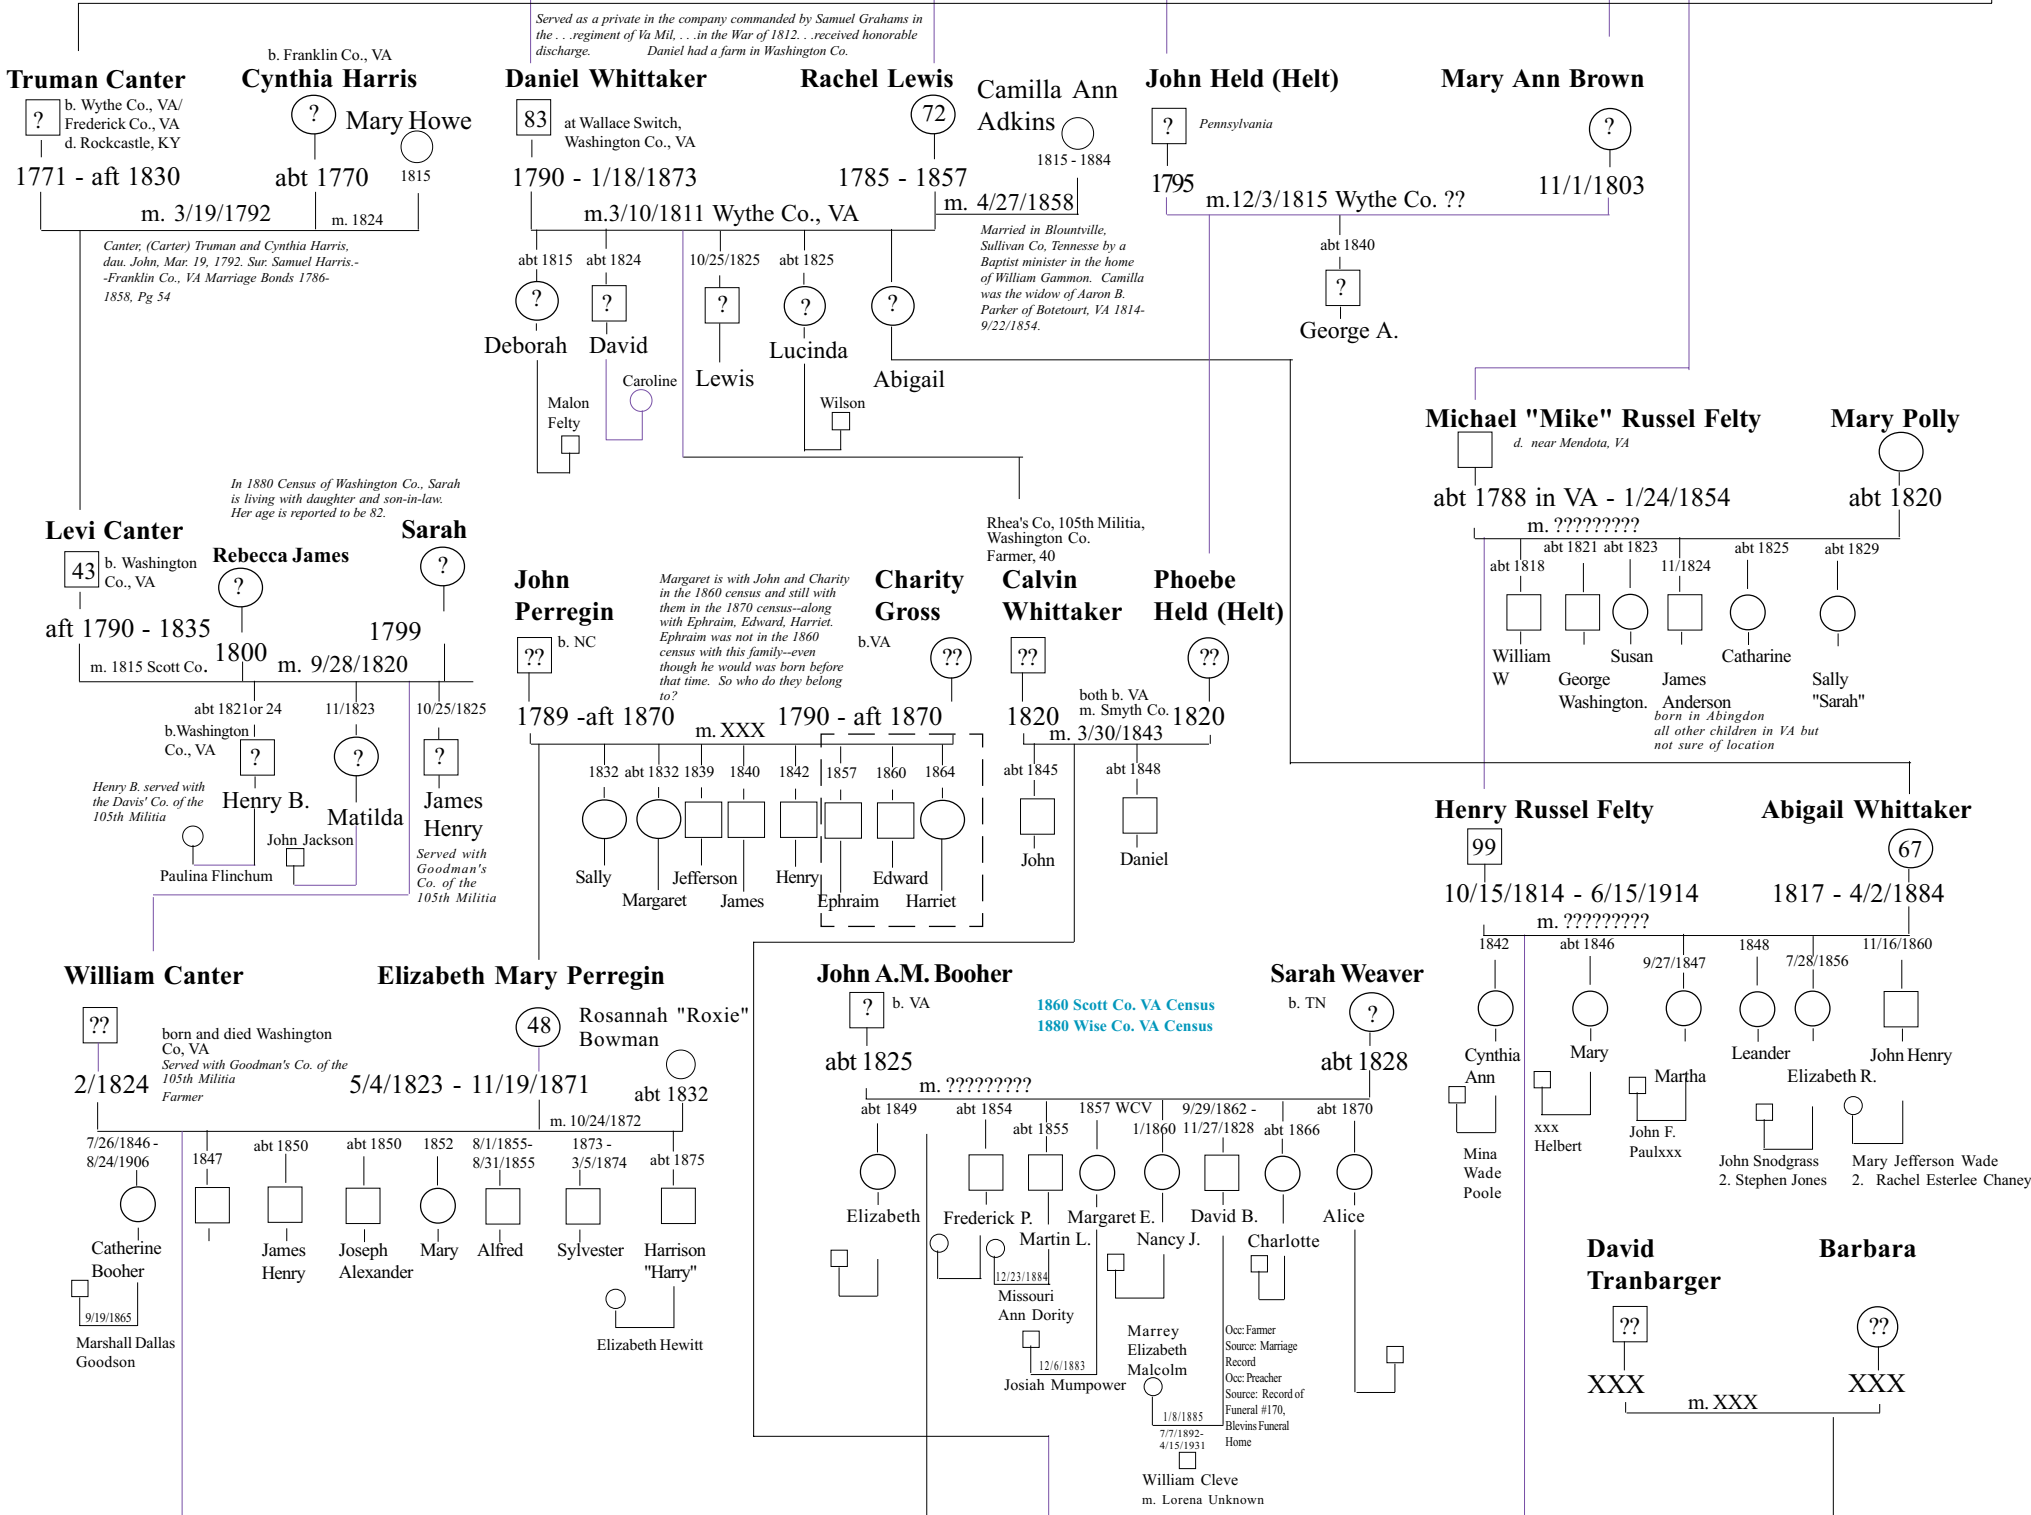 Served as a private in the company commanded by Samuel Grahams in
the . . .regiment of Va Mil, . . .in the War of 1812. . .received honorable
discharge. Daniel had a farm in Washington Co.
b. Franklin Co., VA
Truman Canter
Cynthia Harris
Daniel Whittaker
Rachel Lewis
Camilla Ann
Adkins
John Held (Helt)
Mary Ann Brown
?
b. Wythe Co., VA/
Frederick Co., VA
d. Rockcastle, KY
?
Mary Howe
83
at Wallace Switch,
Washington Co., VA
72
?
Pennsylvania
?
1771 - aft 1830
abt 1770
1815
1790 - 1/18/1873
1785 - 1857
1815 - 1884
1795
11/1/1803
m. 3/19/1792
m. 1824
m.3/10/1811 Wythe Co., VA
m. 4/27/1858
m.12/3/1815 Wythe Co. ??
Canter, (Carter) Truman and Cynthia Harris,
dau. John, Mar. 19, 1792. Sur. Samuel Harris.-
-Franklin Co., VA Marriage Bonds 1786-
1858, Pg 54
Married in Blountville,
Sullivan Co, Tennesse by a
Baptist minister in the home
of William Gammon. Camilla
was the widow of Aaron B.
Parker of Botetourt, VA 1814-
9/22/1854.
abt 1815
abt 1824
10/25/1825
abt 1825
?
?
?
?
?
Deborah
David
Lewis
Lucinda
Abigail
Malon
Felty
Caroline
Wilson
abt 1840
?
George A.
Michael "Mike" Russel Felty
Mary Polly
d. near Mendota, VA
abt 1788 in VA - 1/24/1854
abt 1820
m. ?????????
abt 1818
abt 1821
abt 1823
11/1824
abt 1825
abt 1829
William
W
George
Washington.
Susan
James
Anderson
Catharine
Sally
"Sarah"
born in Abingdon
all other children in VA but
not sure of location
In 1880 Census of Washington Co., Sarah
is living with daughter and son-in-law.
Her age is reported to be 82.
Levi Canter
Rebecca James
Sarah
43
b. Washington
Co., VA
?
?
aft 1790 - 1835
1800
1799
m. 1815 Scott Co.
m. 9/28/1820
abt 1821or 24
11/1823
10/25/1825
b.Washington
Co., VA
?
?
?
Henry B. served with
the Davis' Co. of the
105th Militia
Henry B.
Matilda
James
Henry
Paulina Flinchum
John Jackson
Served with
Goodman's
Co. of the
105th Militia
John
Perregin
Charity
Gross
Margaret is with John and Charity
in the 1860 census and still with
them in the 1870 census--along
with Ephraim, Edward, Harriet.
Ephraim was not in the 1860
census with this family--even
though he would was born before
that time. So who do they belong
to?
??
b. NC
b.VA
??
1789 -aft 1870
m. XXX
1790 - aft 1870
1832
abt 1832
1839
1840
1842
1857
1860
1864
Sally
Margaret
Jefferson
James
Henry
Ephraim
Edward
Harriet
Rhea's Co, 105th Militia,
Washington Co.
Farmer, 40
Calvin
Whittaker
Phoebe
Held (Helt)
??
??
both b. VA
m. Smyth Co.
1820
1820
m. 3/30/1843
abt 1845
abt 1848
John
Daniel
Henry Russel Felty
Abigail Whittaker
99
67
10/15/1814 - 6/15/1914
1817 - 4/2/1884
m. ?????????
1842
abt 1846
9/27/1847
1848
7/28/1856
11/16/1860
Cynthia
Ann
Mary
Martha
Leander
Elizabeth R.
John Henry
Mina
Wade
Poole
xxx
Helbert
John F.
Paulxxx
John Snodgrass
2. Stephen Jones
Mary Jefferson Wade
2. Rachel Esterlee Chaney
William Canter
Elizabeth Mary Perregin
Rosannah "Roxie"
Bowman
??
born and died Washington
Co, VA
Served with Goodman's Co. of the
105th Militia
Farmer
48
2/1824
5/4/1823 - 11/19/1871
abt 1832
m. 10/24/1872
7/26/1846 -
8/24/1906
1847
abt 1850
abt 1850
1852
8/1/1855-
8/31/1855
1873 -
3/5/1874
abt 1875
Catherine
Booher
James
Henry
Joseph
Alexander
Mary
Alfred
Sylvester
Harrison
"Harry"
9/19/1865
Marshall Dallas
Goodson
Elizabeth Hewitt
John A.M. Booher
Sarah Weaver
?
b. VA
1860 Scott Co. VA Census
1880 Wise Co. VA Census
b. TN
?
abt 1825
abt 1828
m. ?????????
abt 1849
abt 1854
abt 1855
1857 WCV
1/1860
9/29/1862 -
11/27/1828
abt 1866
abt 1870
Elizabeth
Frederick P.
Martin L.
Margaret E.
Nancy J.
David B.
Charlotte
Alice
12/23/1884
Missouri
Ann Dority
12/6/1883
Josiah Mumpower
Marrey
Elizabeth
Malcolm
1/8/1885
7/7/1892-
4/15/1931
William Cleve
m. Lorena Unknown
Occ: Farmer
Source: Marriage
Record
Occ: Preacher
Source: Record of
Funeral #170,
Blevins Funeral
Home
David
Tranbarger
Barbara
??
??
XXX
XXX
m. XXX